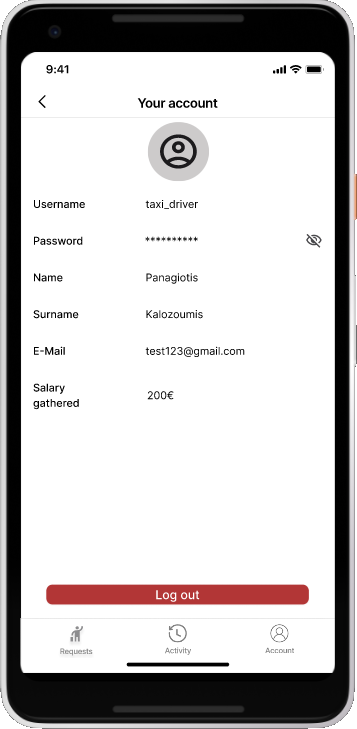 9:41
Your account
Username taxi_driver
Password **********
Name Panagiotis
Surname Kalozoumis
E-Mail test123@gmail.com
Salary
gathered 200€
Log out
Requests Activity Account